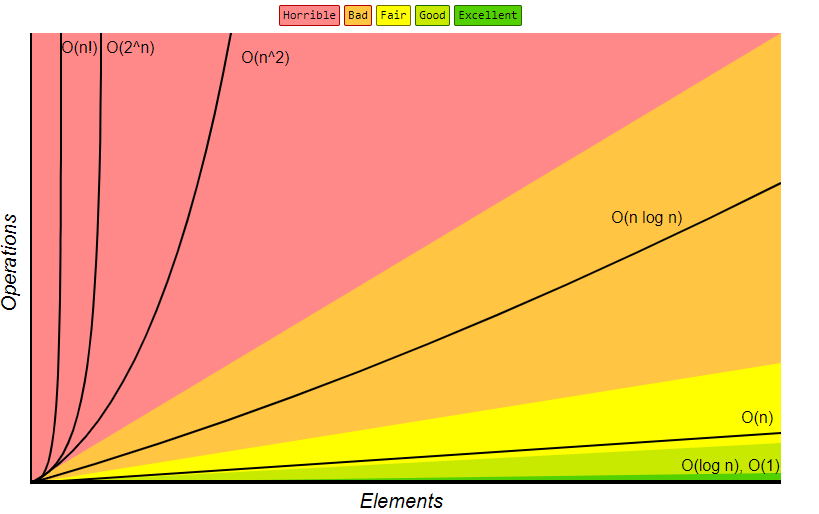 Horrible Bad Fair Good Excellent
O(n!) O(2^n)
O(n^2)
O(n log n)
Operations
O(n)
O(log n), O(1)
Elements